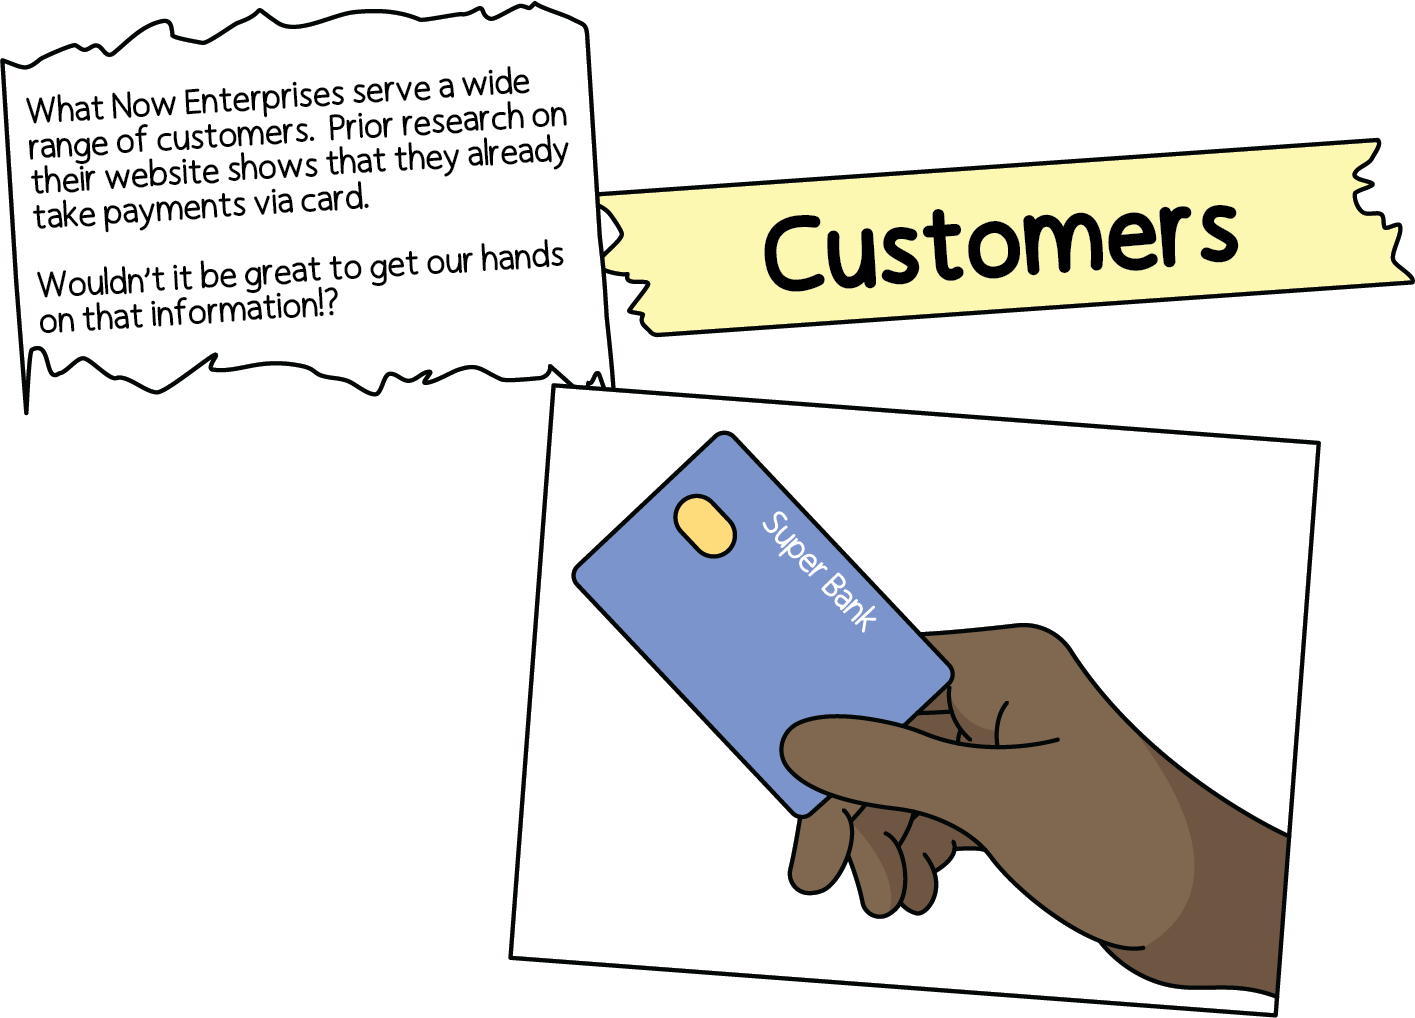 What Now Enterprises serve a wide
range of customers.  Prior research on
their website shows that they already
take payments via card.
Wouldn't it be great to get our hands
on that information!?
Customers
Super Bank